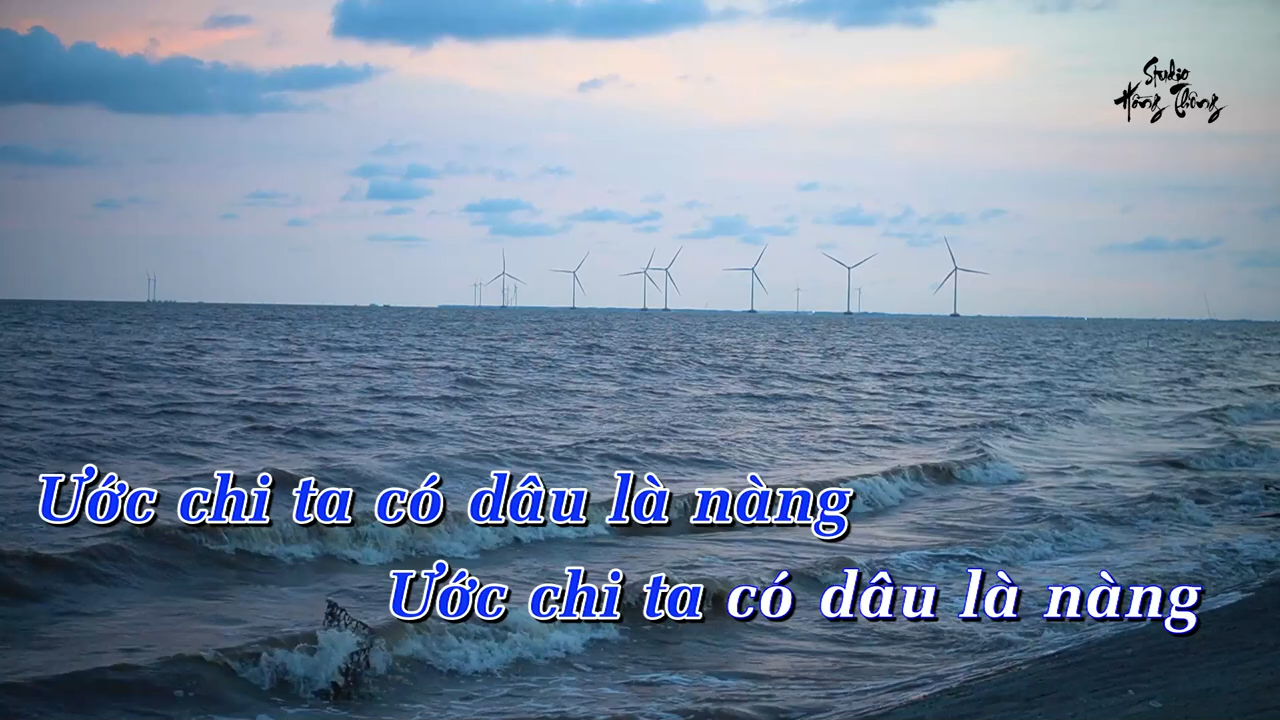 Studio
Hồng Thông
Ước chi ta có dâu là nàng
Ước chi ta có dâu là nàng